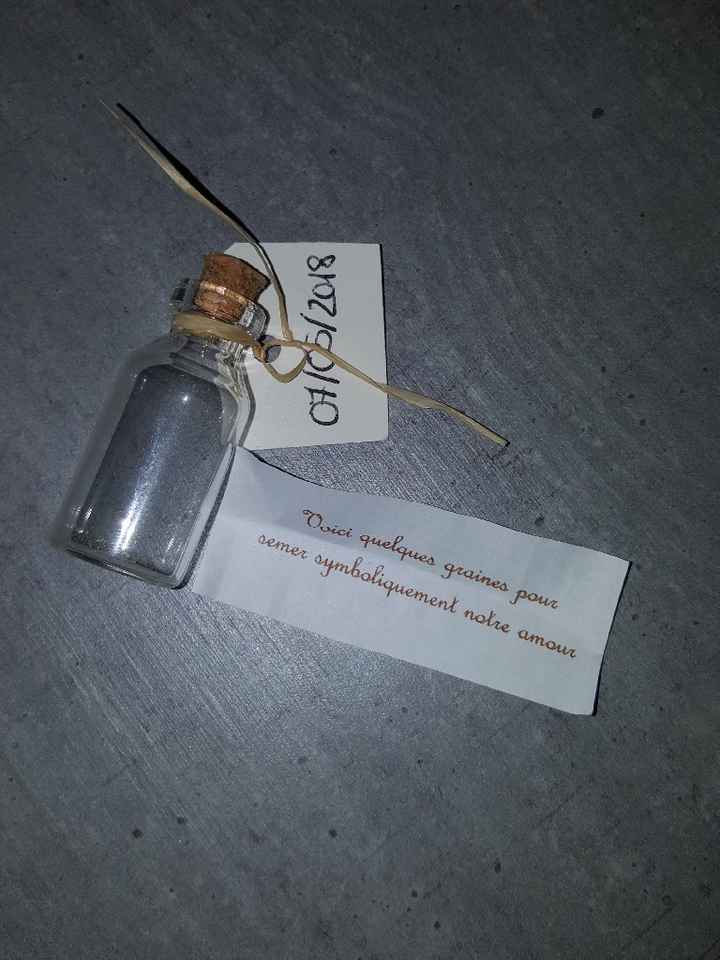 07/05/2018
Voici quelques graines pour
semer symboliquement notre amour